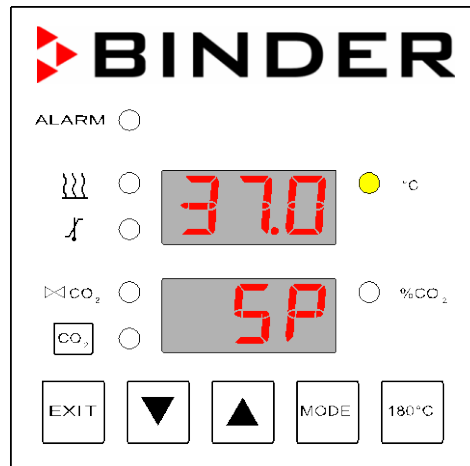 BINDER
ALARM
37.0 °C
CO₂ SP %CO₂
CO₂
EXIT MODE 180°C